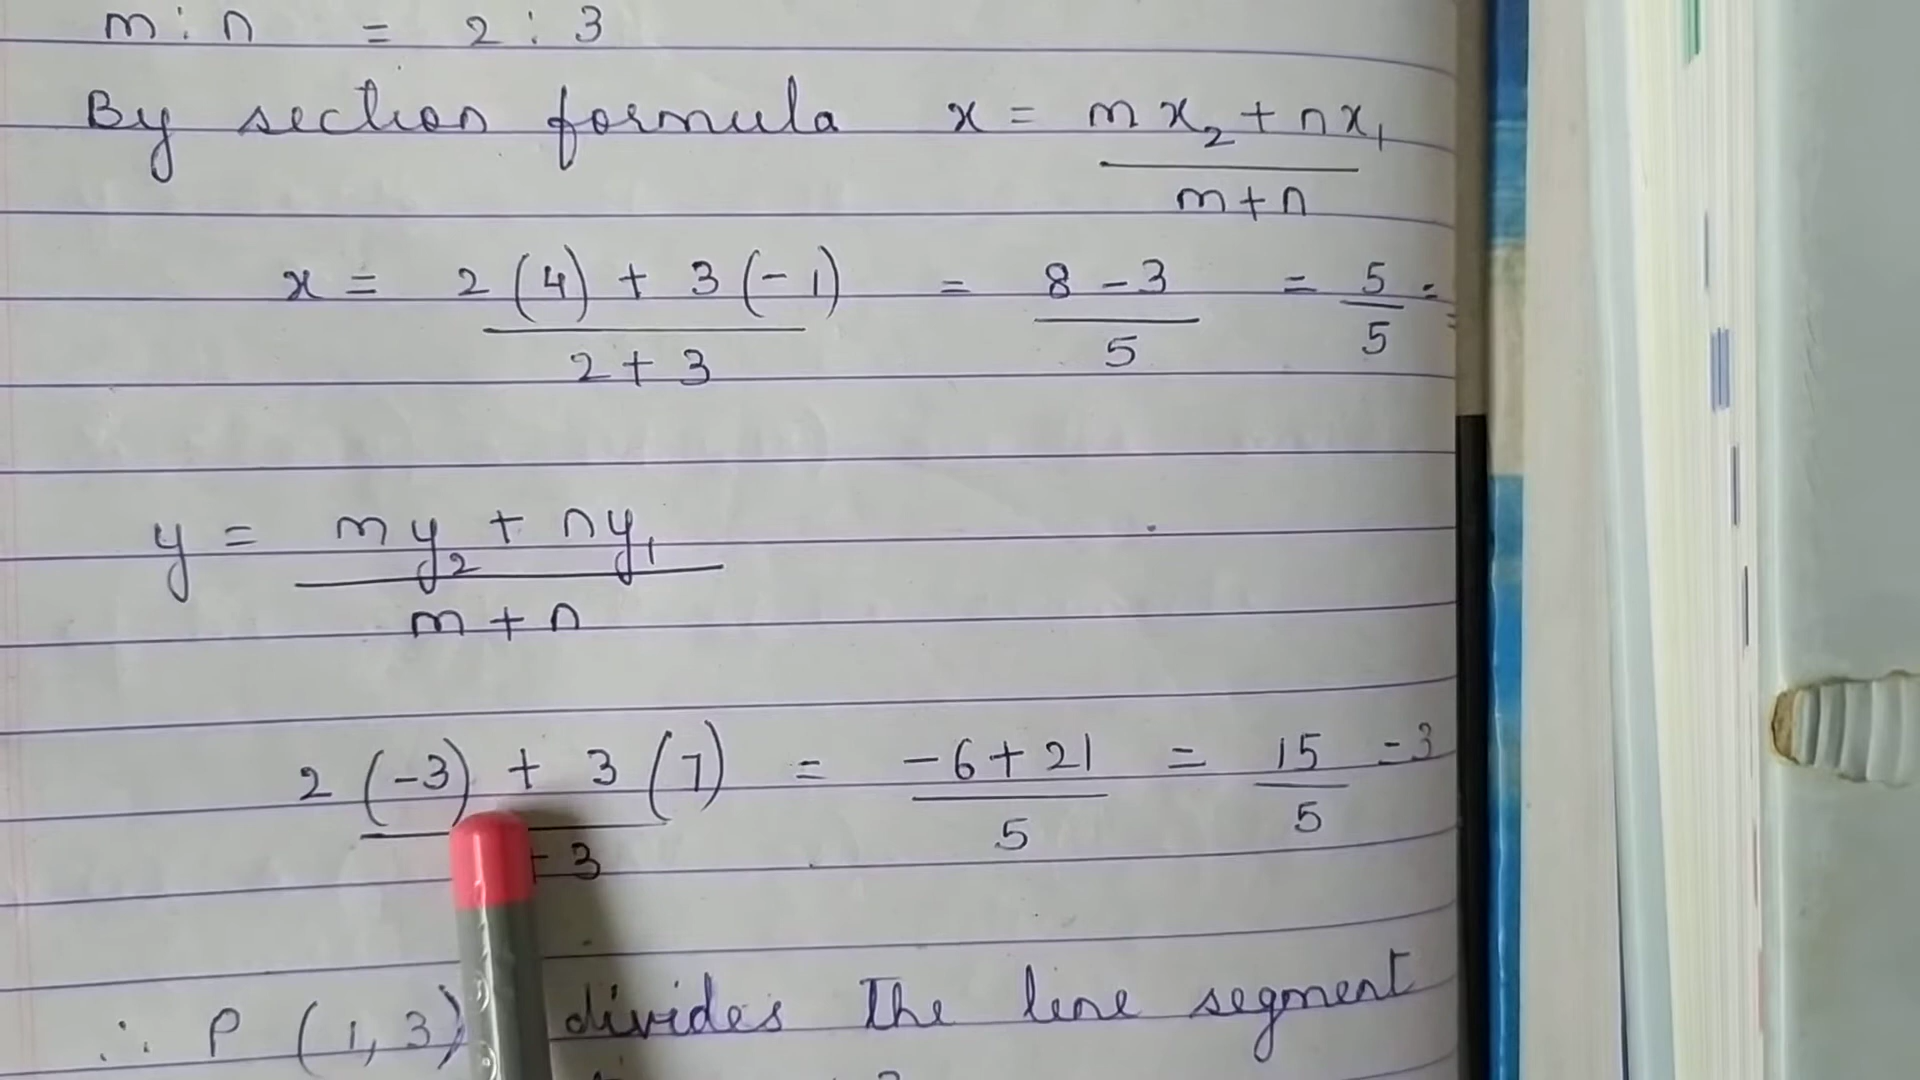 m : n = 2 : 3
By section formula x = mx₂ + nx₁
m + n
x = 2 (4) + 3 (-1) = 8 - 3 = 5 =
2 + 3 5 5
y = my₂ + ny₁
m + n
2 (-3) + 3 (7) = -6 + 21 = 15 = 3
+ 3 5 5
∴ P (1, 3) divides The line segment